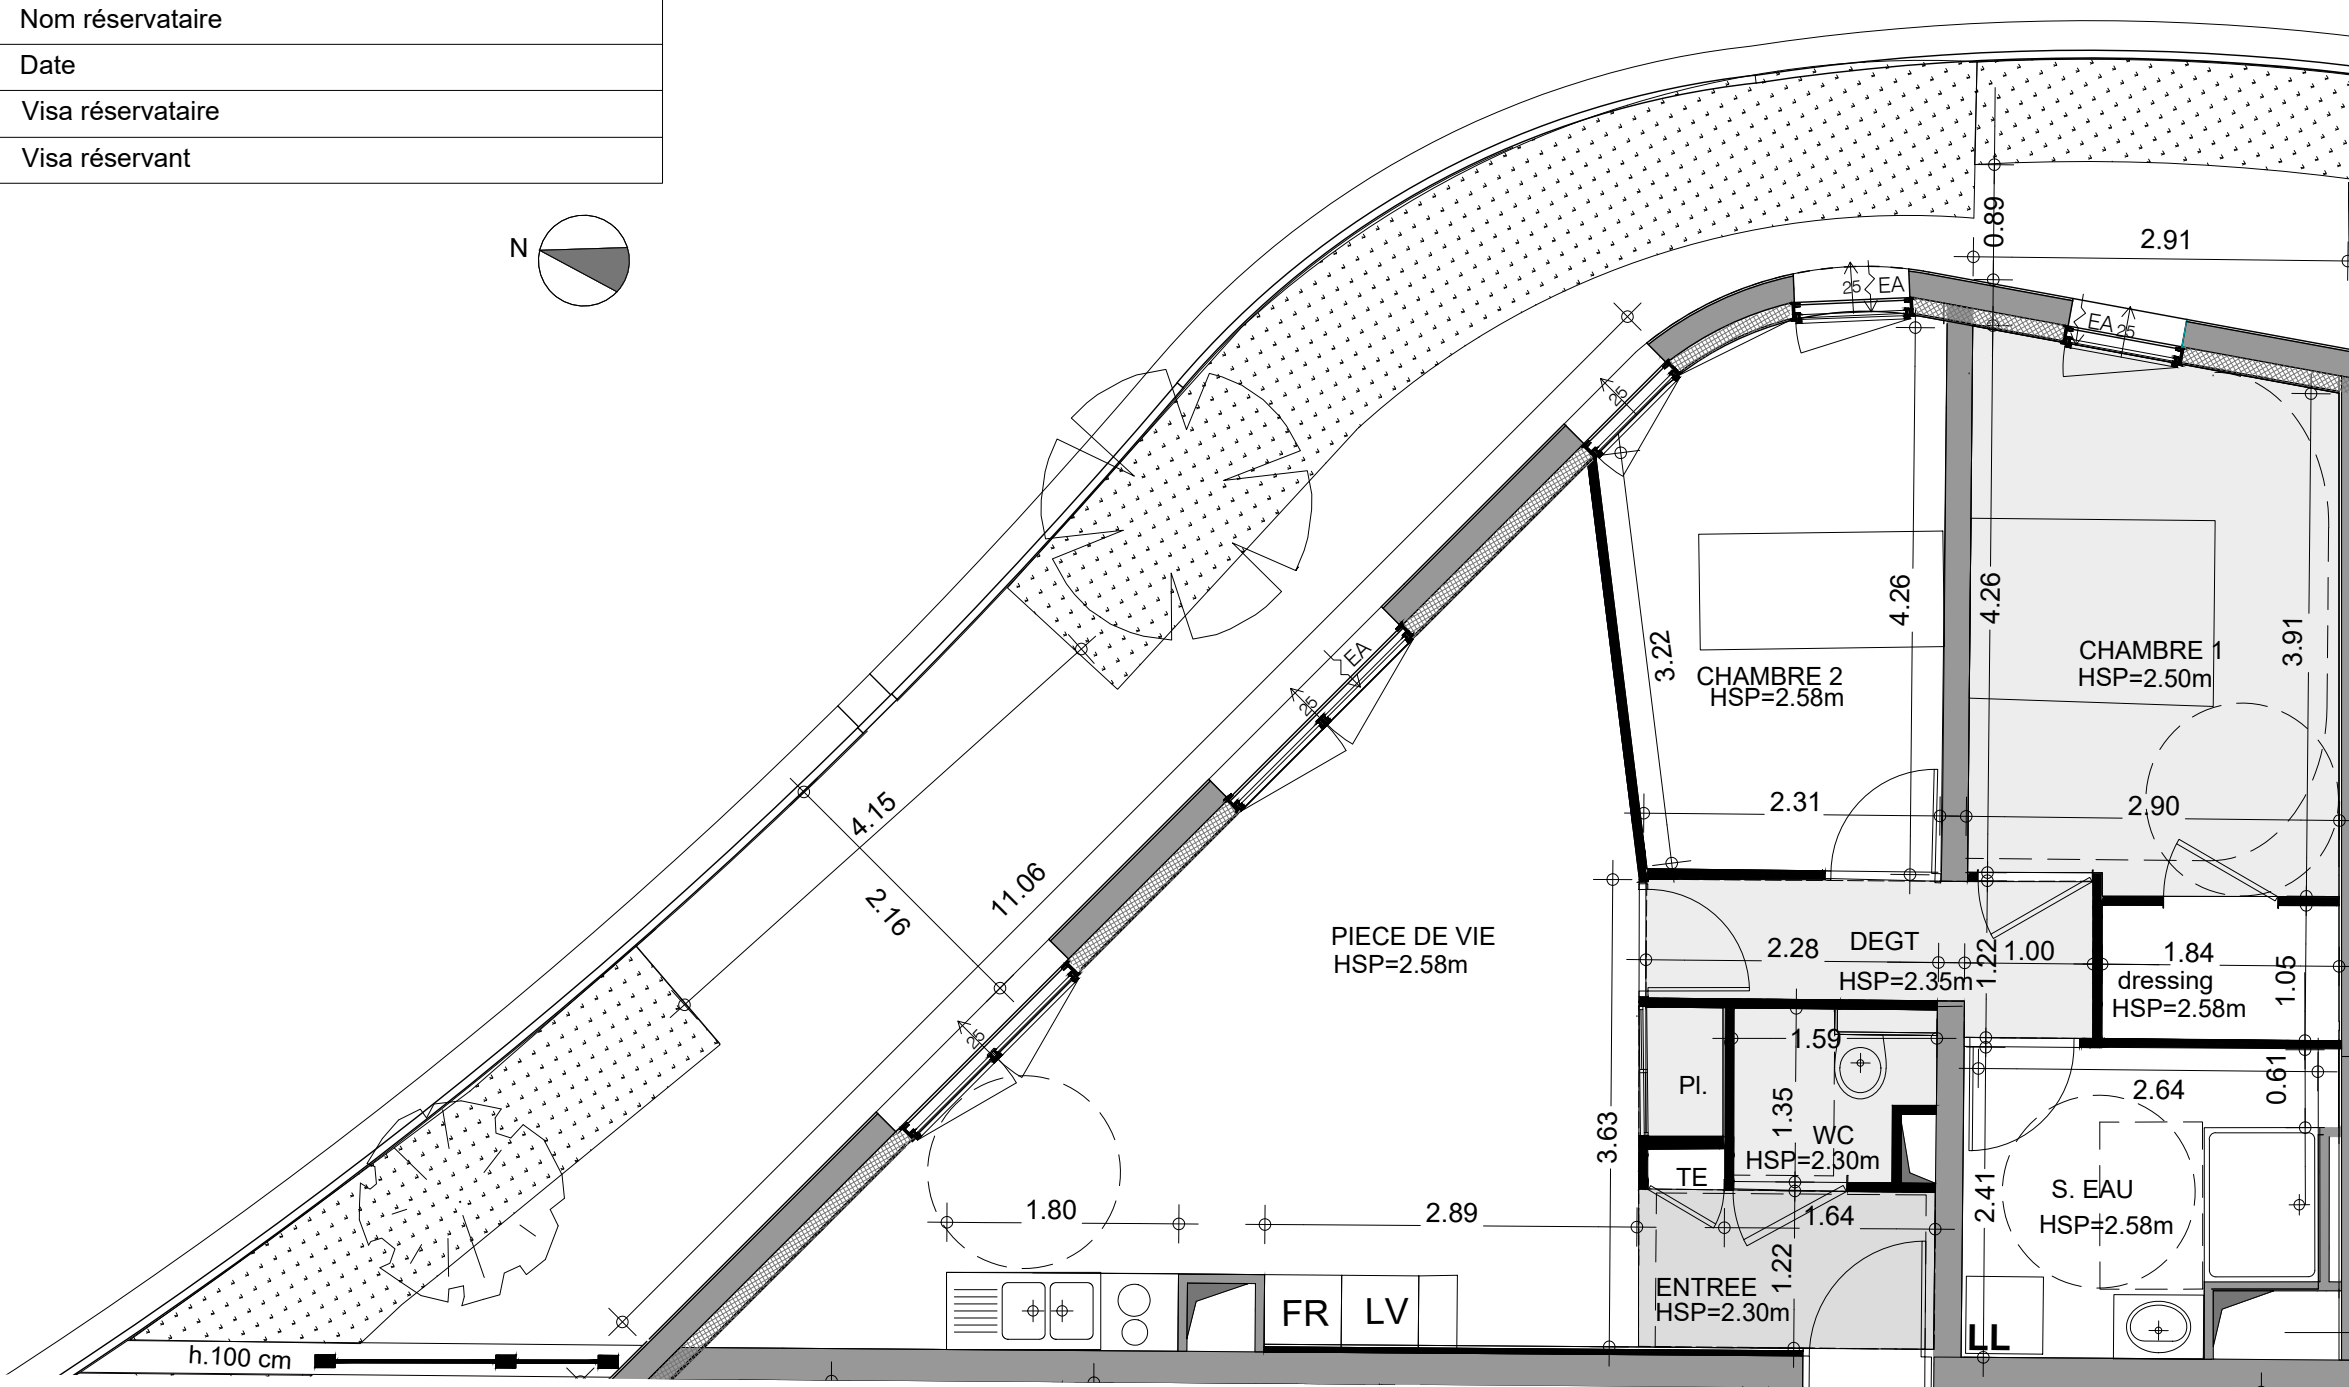 Nom réservataire
Date
Visa réservataire
Visa réservant
N
0.89
2.91
25
EA
EA
25
25
4.26
4.26
3.91
3.22
CHAMBRE 1
HSP=2.50m
CHAMBRE 2
HSP=2.58m
EA
25
2.31
2.90
4.15
11.06
2.16
PIECE DE VIE
HSP=2.58m
2.28
DEGT
HSP=2.35m
1.22
1.00
1.84
dressing
HSP=2.58m
1.05
25
1.59
Pl.
1.35
WC
HSP=2.30m
2.64
0.61
3.63
TE
1.80
2.89
1.64
2.41
S. EAU
HSP=2.58m
1.22
ENTREE
HSP=2.30m
FR
LV
LL
h.100 cm